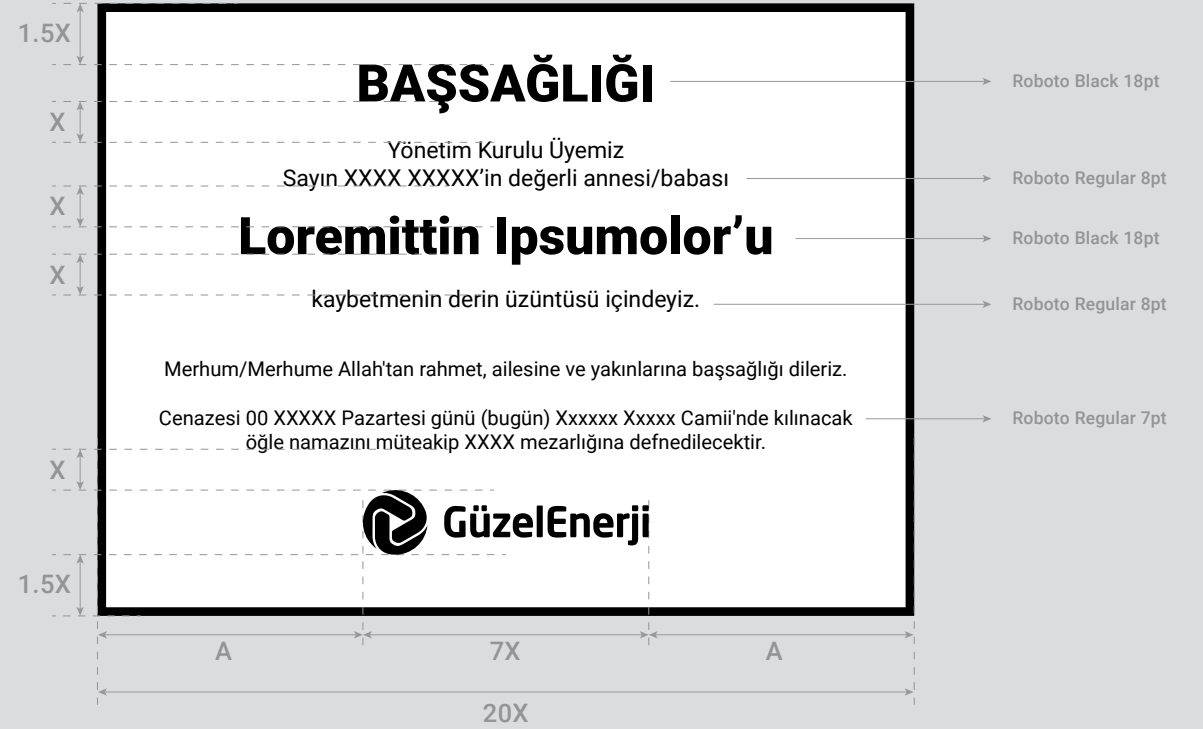 1.5X
BAŞSAĞLIĞI
Roboto Black 18pt
X
Yönetim Kurulu Üyemiz
Sayın XXXX XXXXX’in değerli annesi/babası
Roboto Regular 8pt
X
Loremittin Ipsumolor’u
Roboto Black 18pt
X
kaybetmenin derin üzüntüsü içindeyiz.
Roboto Regular 8pt
Merhum/Merhume Allah'tan rahmet, ailesine ve yakınlarına başsağlığı dileriz.
Cenazesi 00 XXXXX Pazartesi günü (bugün) Xxxxxx Xxxxx Camii'nde kılınacak
Roboto Regular 7pt
öğle namazını müteakip XXXX mezarlığına defnedilecektir.
X
GüzelEnerji
1.5X
A
7X
A
20X